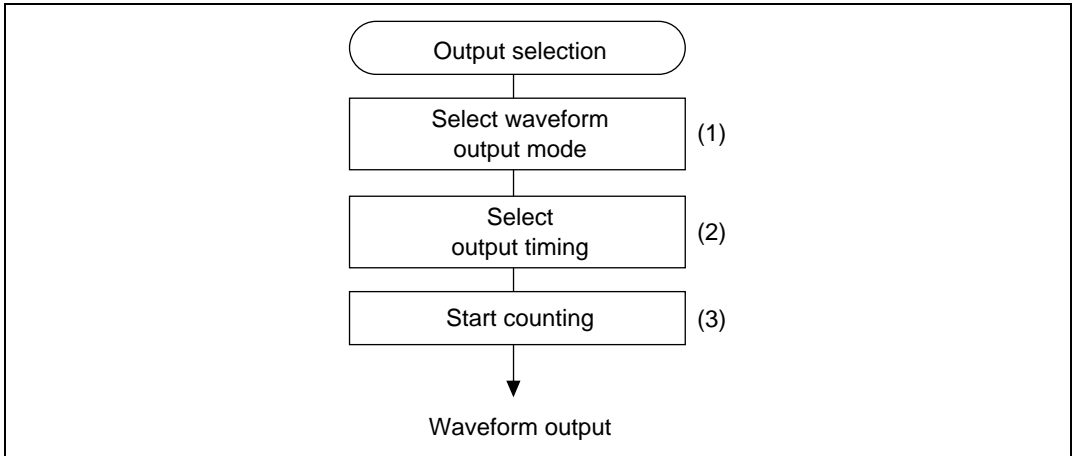 Output selection
Select waveform
output mode
(1)
Select
output timing
(2)
Start counting
(3)
Waveform output